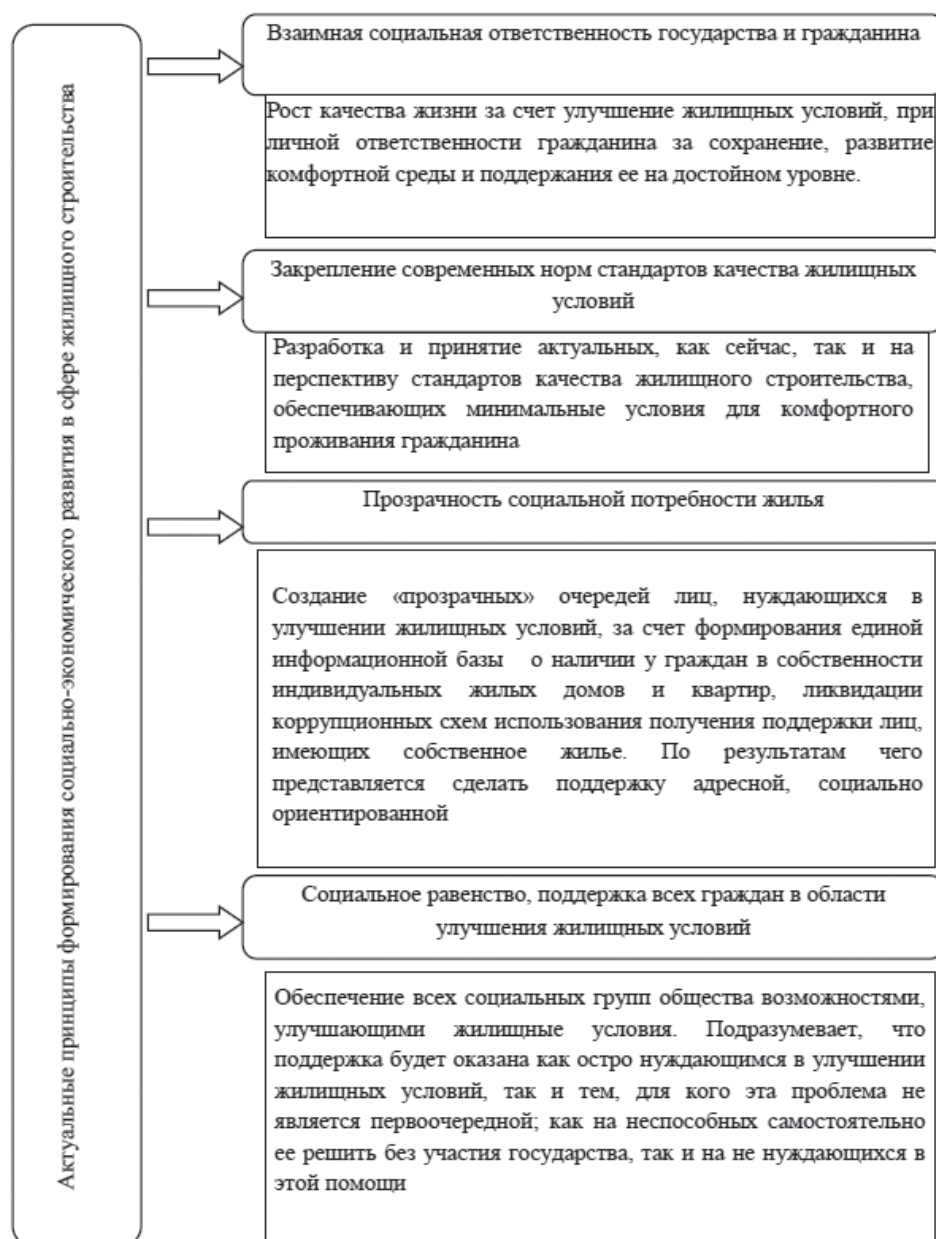 Актуальные принципы формирования социально-экономического развития в сфере жилищного строительства
Взаимная социальная ответственность государства и гражданина
Рост качества жизни за счет улучшение жилищных условий, при
личной ответственности гражданина за сохранение, развитие
комфортной среды и поддержания ее на достойном уровне.
Закрепление современных норм стандартов качества жилищных
условий
Разработка и принятие актуальных, как сейчас, так и на
перспективу стандартов качества жилищного строительства,
обеспечивающих минимальные условия для комфортного
проживания гражданина
Прозрачность социальной потребности жилья
Создание «прозрачных» очередей лиц, нуждающихся в
улучшении жилищных условий, за счет формирования единой
информационной базы о наличии у граждан в собственности
индивидуальных жилых домов и квартир, ликвидации
коррупционных схем использования получения поддержки лиц,
имеющих собственное жилье. По результатам чего
представляется сделать поддержку адресной, социально
ориентированной
Социальное равенство, поддержка всех граждан в области
улучшения жилищных условий
Обеспечение всех социальных групп общества возможностями,
улучшающими жилищные условия. Подразумевает, что
поддержка будет оказана как остро нуждающимся в улучшении
жилищных условий, так и тем, для кого эта проблема не
является первоочередной; как на неспособных самостоятельно
ее решить без участия государства, так и на не нуждающихся в
этой помощи